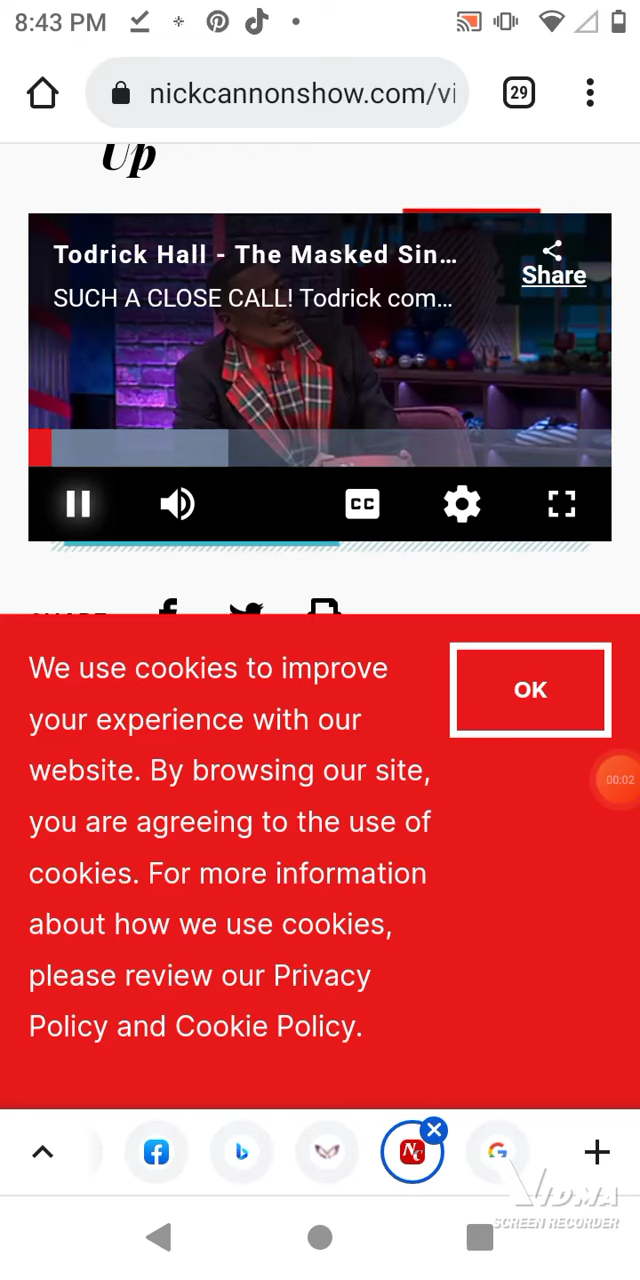 8:43 PM
nickcannonshow.com/vi
29
Up
Todrick Hall - The Masked Sin...
Share
SUCH A CLOSE CALL! Todrick com...
CC
We use cookies to improve
your experience with our
website. By browsing our site,
you are agreeing to the use of
cookies. For more information
about how we use cookies,
please review our Privacy
Policy and Cookie Policy.
OK
00:02
NC
VIDMA
SCREEN RECORDER